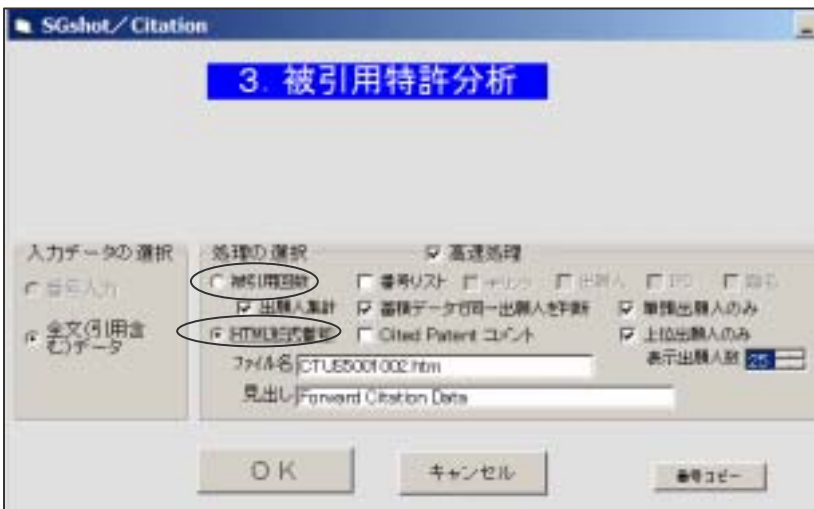 SGshot／Citation
3. 被引用特許分析
入力データの選択
処理の選択 高速処理
番号入力
被引用回数 番号リスト 出願人 IPC
出願人集計 蓄積データで同一出願人を判断 筆頭出願人のみ
全文(引用含む)データ
HTML形式書誌 Cited Patent コメント 上位出願人のみ
ファイル名 CTUS5001002.htm 表示出願人数 25
見出し Forward Citation Data
OK キャンセル 番号コピー